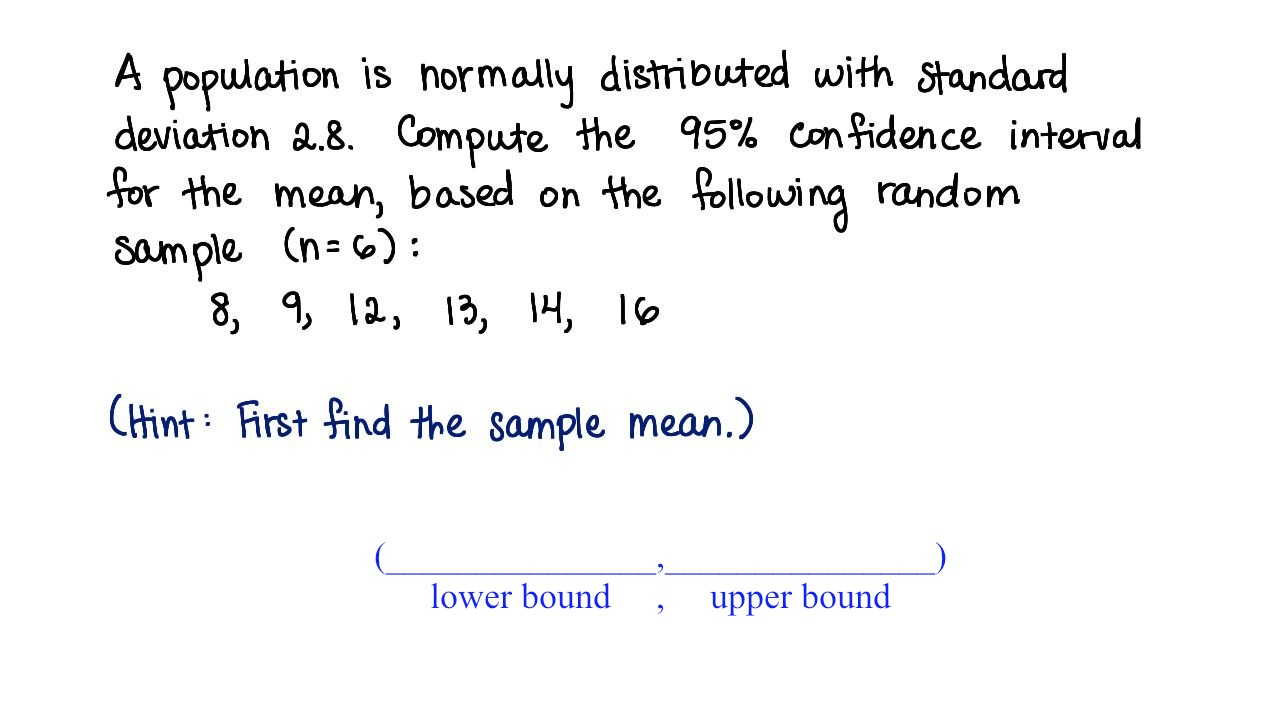 A population is normally distributed with standard
deviation 2.8. Compute the 95% confidence interval
for the mean, based on the following random
sample (n=6):
8, 9, 12, 13, 14, 16
(Hint: First find the sample mean.)
(_______________,_______________)
lower bound , upper bound